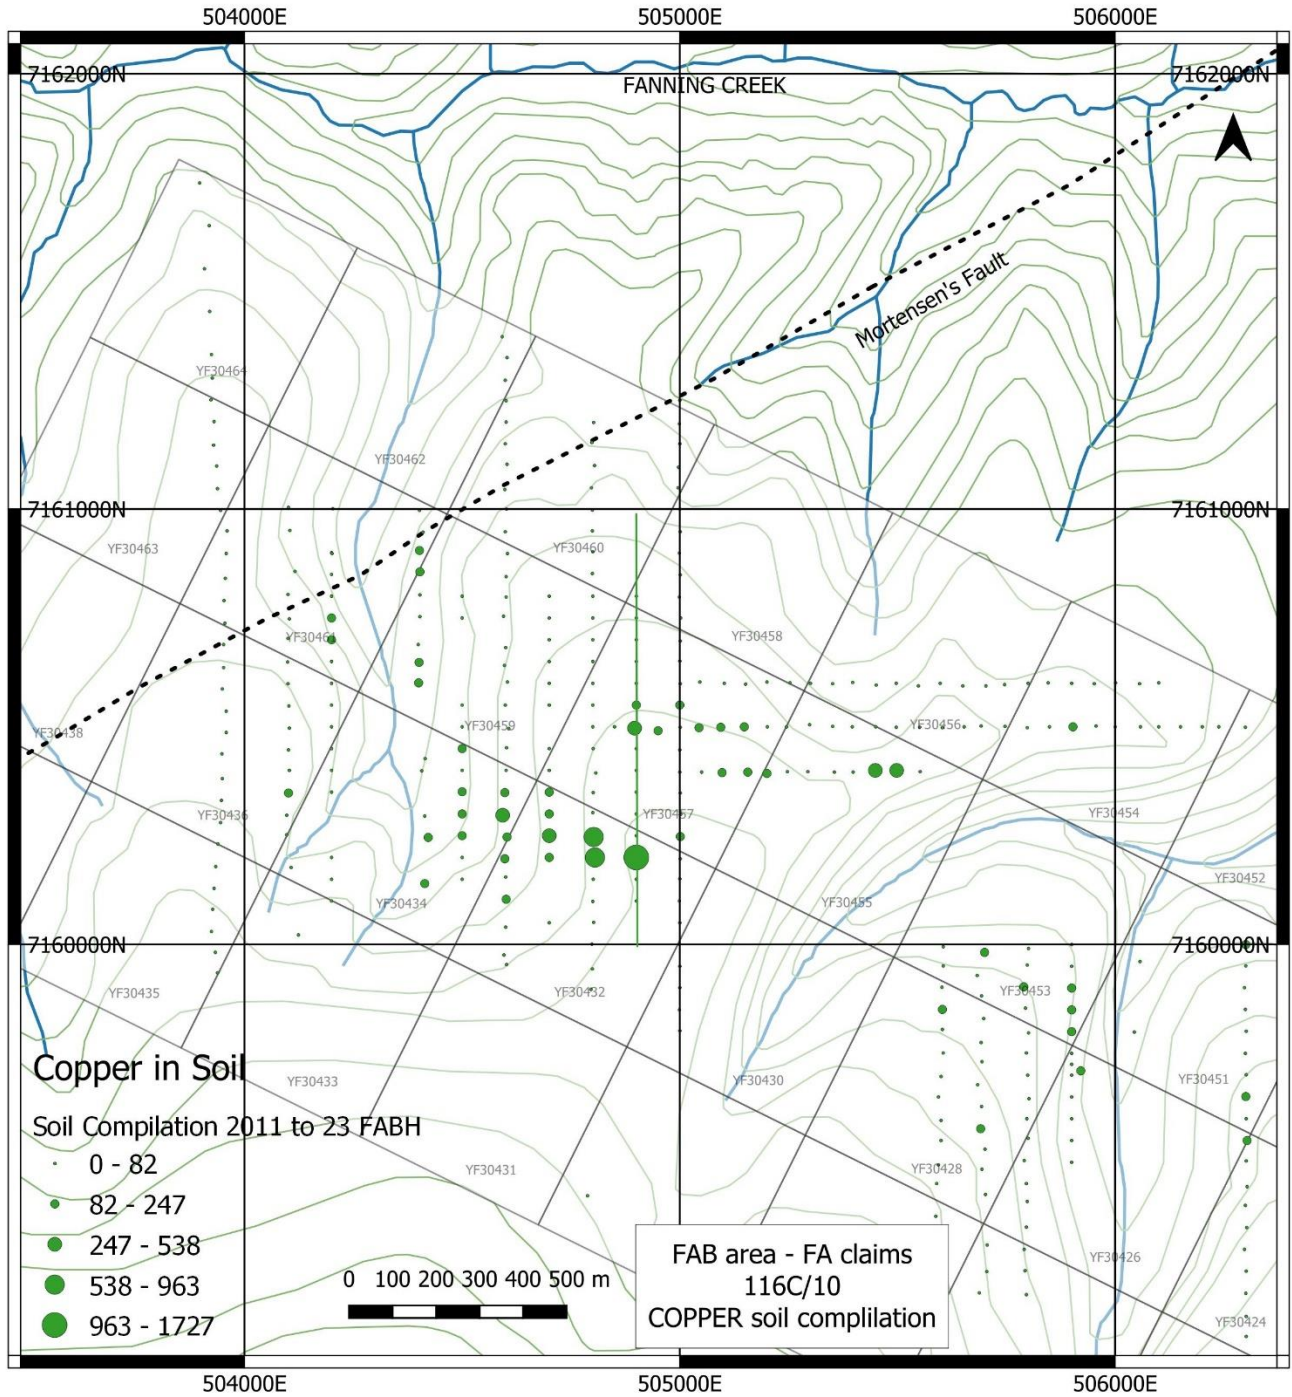 504000E 505000E 506000E
7162000N 7162000N
FANNING CREEK
Mortensen's Fault
YF30464
YF30462
7161000N 7161000N
YF30463 YF30460
YF30461 YF30458
YF30438 YF30459 YF30456
YF30436 YF30457 YF30454
YF30452
YF30434 YF30455
7160000N 7160000N
YF30435 YF30432 YF30453
Copper in Soil
YF30433 YF30430 YF30451
Soil Compilation 2011 to 23 FABH
0 - 82
YF30431 YF30428
82 - 247
247 - 538
YF30426
538 - 963
963 - 1727
0 100 200 300 400 500 m
FAB area - FA claims
116C/10
COPPER soil complilation
YF30424
504000E 505000E 506000E